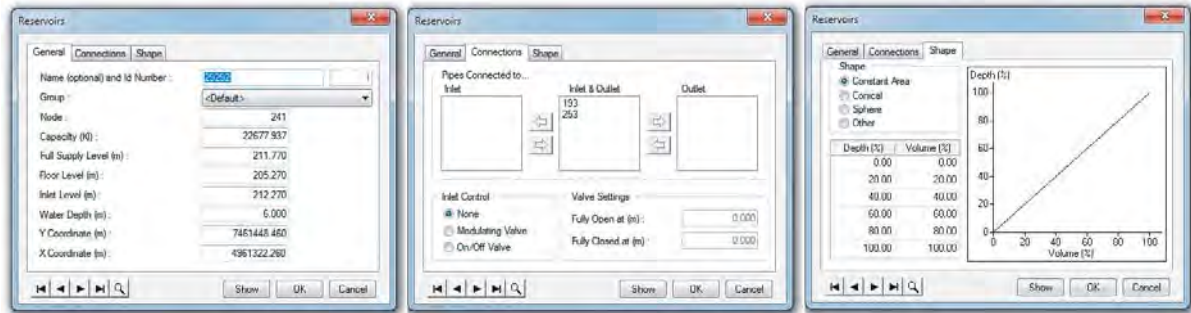 Reservoirs
General Connections Shape
Name (optional) and Id Number : 29282 1
Group : <Default>
Node : 241
Capacity (Kl) : 22677.937
Full Supply Level (m) : 211.770
Floor Level (m) : 205.270
Inlet Level (m) : 212.270
Water Depth (m) : 6.000
Y Coordinate (m) : 7461448.460
X Coordinate (m) : 4961322.260
Show OK Cancel
Reservoirs
General Connections Shape
Pipes Connected to...
Inlet Inlet & Outlet Outlet
193
253
Inlet Control Valve Settings
None
Modulating Valve
On/Off Valve
Fully Open at (m) : 0.000
Fully Closed at (m) : 0.000
Show OK Cancel
Reservoirs
General Connections Shape
Shape
Constant Area
Conical
Sphere
Other
Depth (%) Volume (%)
0.00 0.00
20.00 20.00
40.00 40.00
60.00 60.00
80.00 80.00
100.00 100.00
Depth (%)
100
80
60
40
20
0
0 20 40 60 80 100
Volume (%)
Show OK Cancel